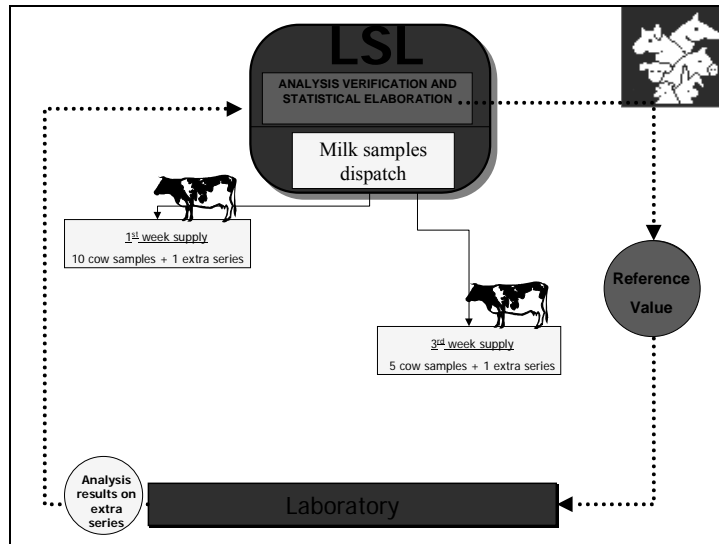 LSL
ANALYSIS VERIFICATION AND
STATISTICAL ELABORATION
Milk samples
dispatch
1st week supply
10 cow samples + 1 extra series
3rd week supply
5 cow samples + 1 extra series
Reference
Value
Analysis
results on
extra
series
Laboratory